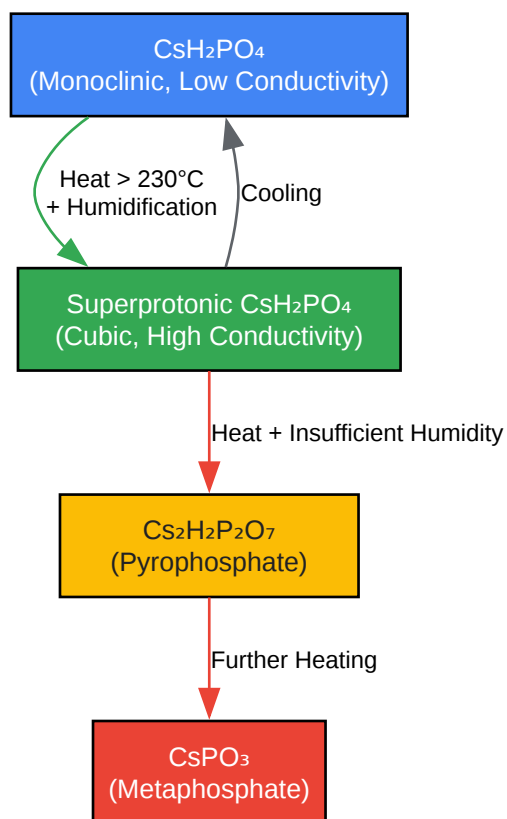 CsH₂PO₄
(Monoclinic, Low Conductivity)
Heat > 230°C
+ Humidification
Cooling
Superprotonic CsH₂PO₄
(Cubic, High Conductivity)
Heat + Insufficient Humidity
Cs₂H₂P₂O₇
(Pyrophosphate)
Further Heating
CsPO₃
(Metaphosphate)